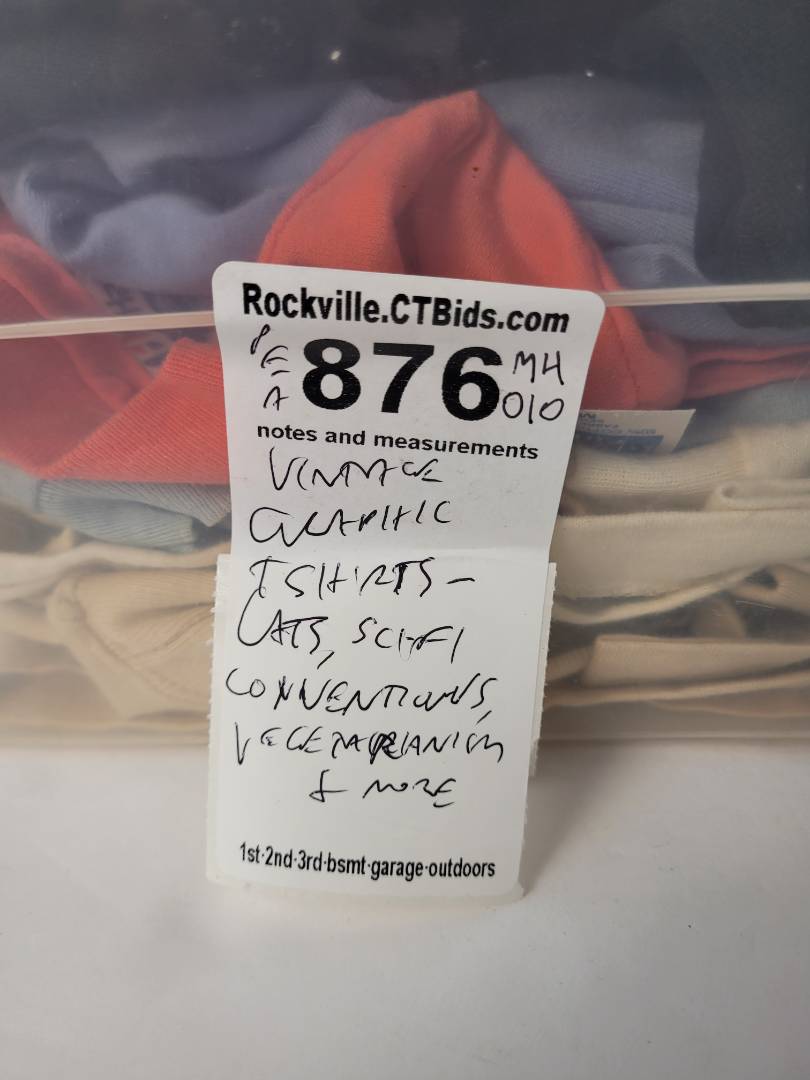 Rockville.CTBids.com
PEA 876 MH 010
notes and measurements
VINTAGE
GRAPHIC
TSHIRTS -
CATS, SCI-FI
CONVENTIONS,
VEGETARIANISM
& MORE
1st·2nd·3rd·bsmt·garage·outdoors